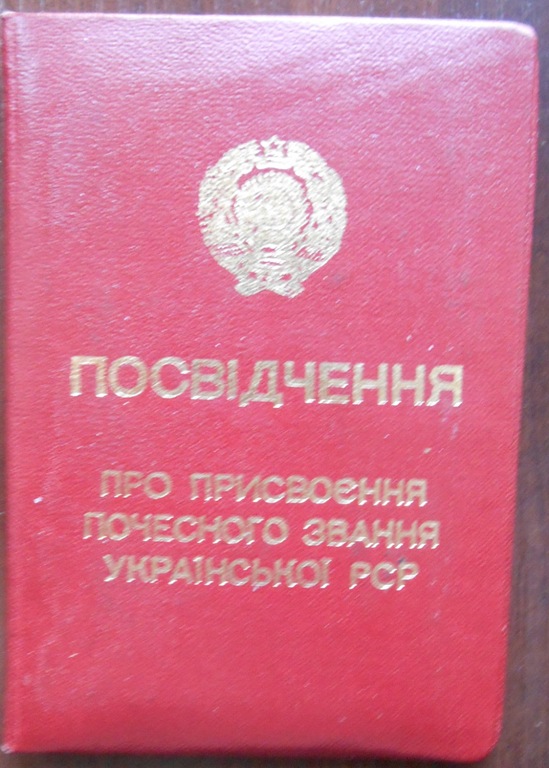 ПОСВІДЧЕННЯ
ПРО ПРИСВОЄННЯ
ПОЧЕСНОГО ЗВАННЯ
УКРАЇНСЬКОЇ РСР